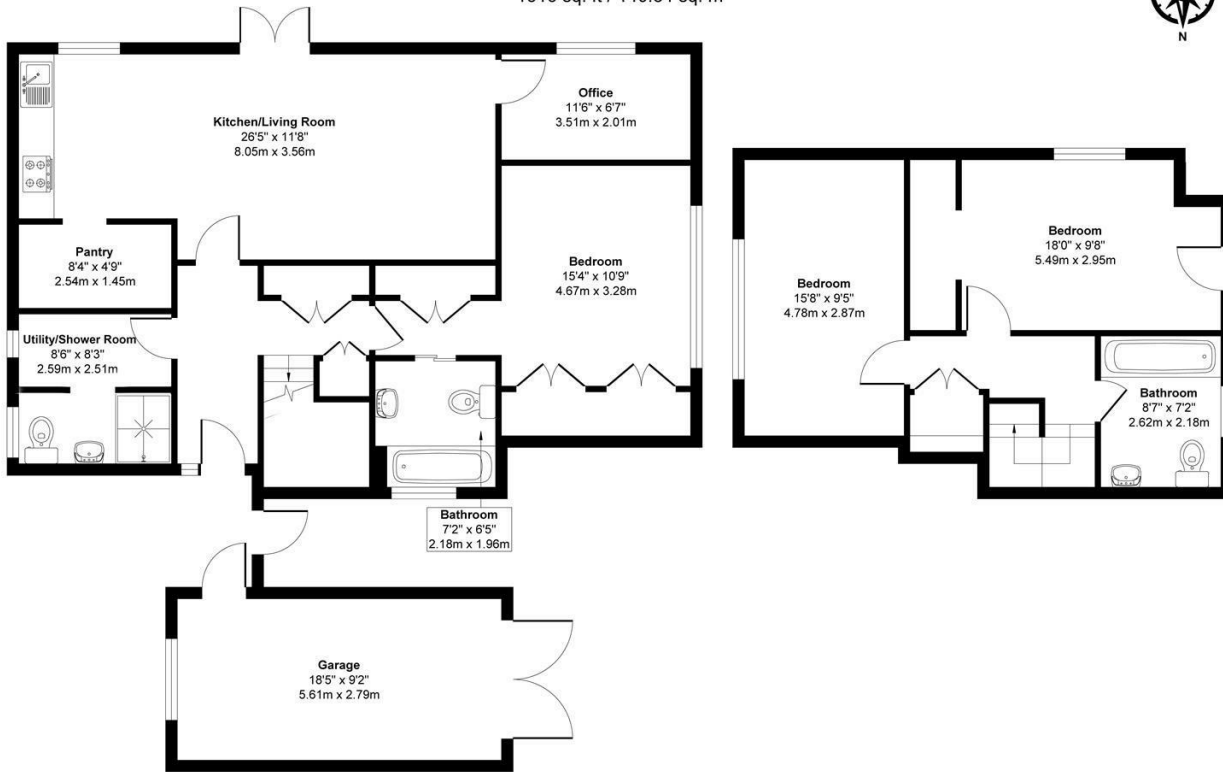 N
Kitchen/Living Room
26'5" x 11'8"
8.05m x 3.56m
Office
11'6" x 6'7"
3.51m x 2.01m
Pantry
8'4" x 4'9"
2.54m x 1.45m
Utility/Shower Room
8'6" x 8'3"
2.59m x 2.51m
Bedroom
15'4" x 10'9"
4.67m x 3.28m
Bathroom
7'2" x 6'5"
2.18m x 1.96m
Garage
18'5" x 9'2"
5.61m x 2.79m
Bedroom
15'8" x 9'5"
4.78m x 2.87m
Bedroom
18'0" x 9'8"
5.49m x 2.95m
Bathroom
8'7" x 7'2"
2.62m x 2.18m